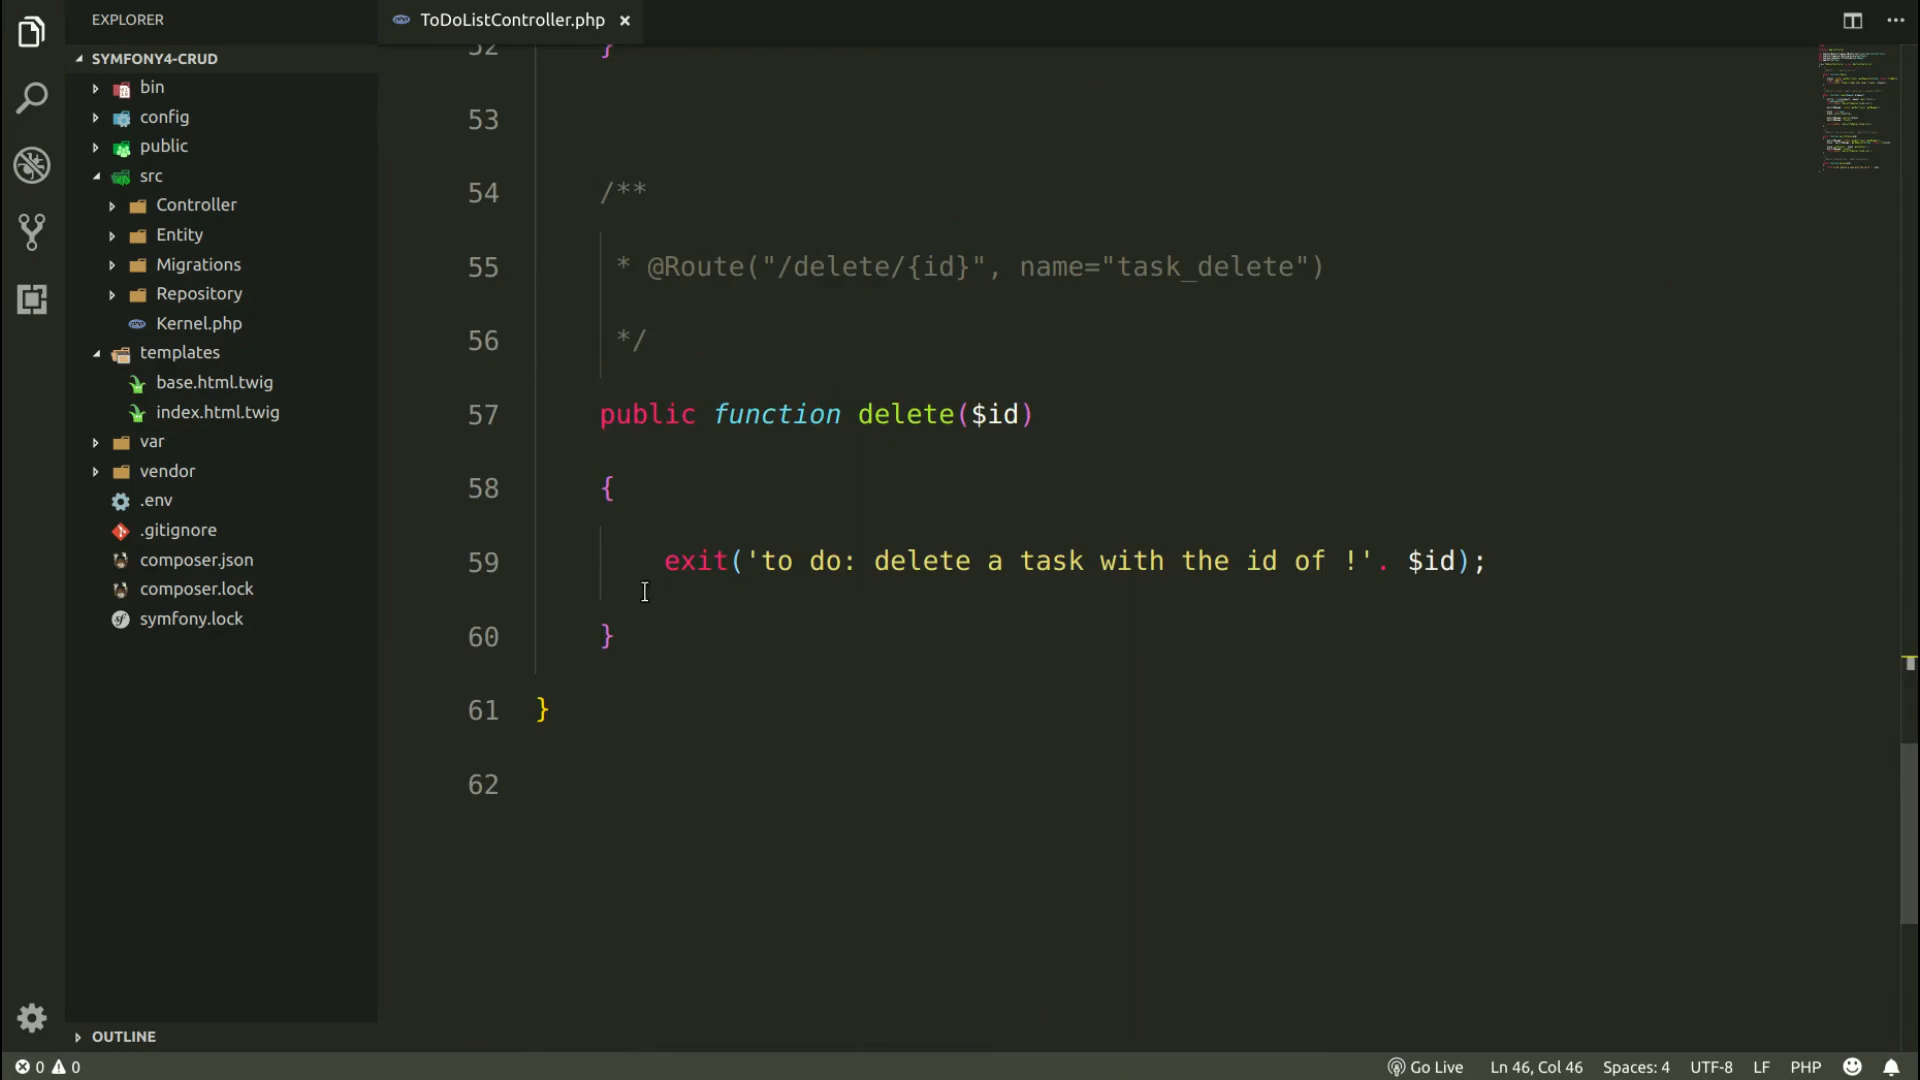 EXPLORER
SYMFONY4-CRUD
bin
config
public
src
Controller
Entity
Migrations
Repository
Kernel.php
templates
base.html.twig
index.html.twig
var
vendor
.env
.gitignore
composer.json
composer.lock
symfony.lock
OUTLINE
ToDoListController.php ×
52 }
53
54 /**
55 * @Route("/delete/{id}", name="task_delete")
56 */
57 public function delete($id)
58 {
59 exit('to do: delete a task with the id of !'. $id);
60 }
61 }
62
0 0 Go Live Ln 46, Col 46 Spaces: 4 UTF-8 LF PHP